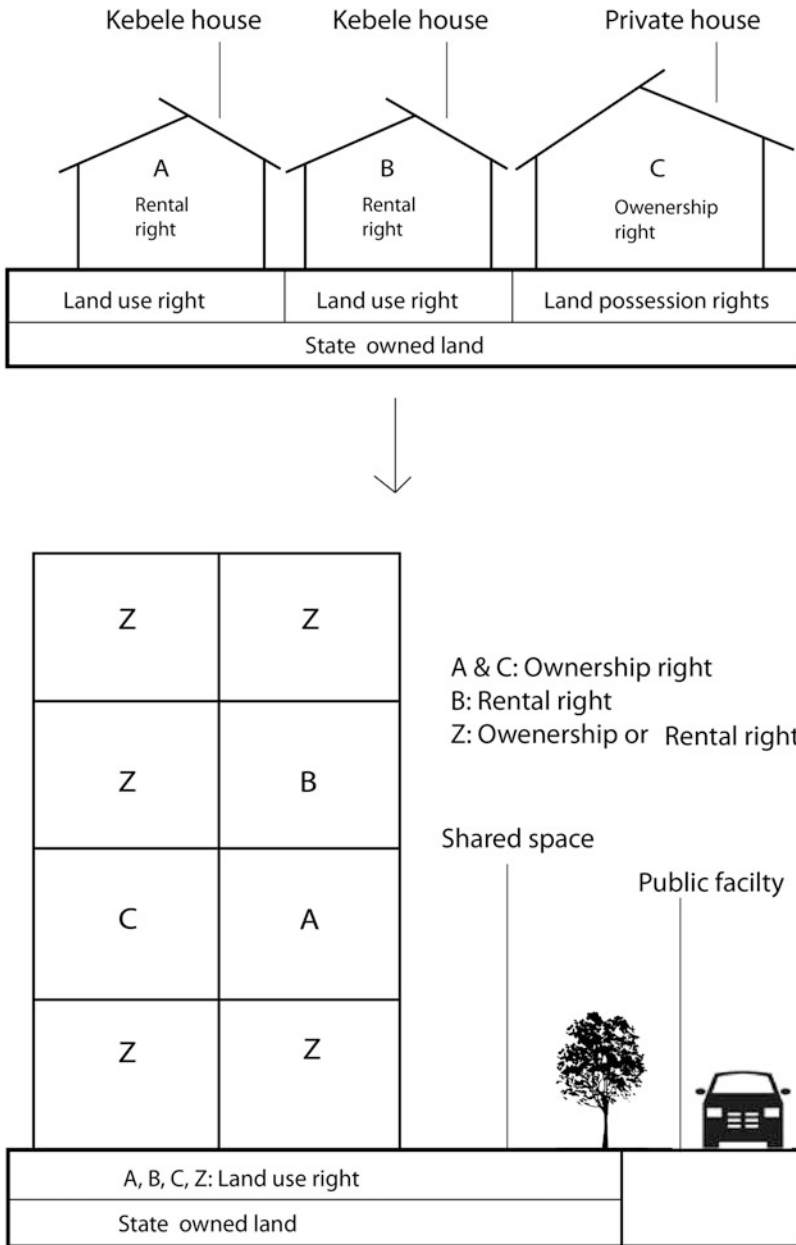 Kebele house
Kebele house
Private house
A
Rental
right
B
Rental
right
C
Owenership
right
Land use right
Land use right
Land possession rights
State owned land
Z
Z
A & C: Ownership right
B: Rental right
Z: Owenership or Rental right
Z
B
Shared space
Public facilty
C
A
Z
Z
A, B, C, Z: Land use right
State owned land